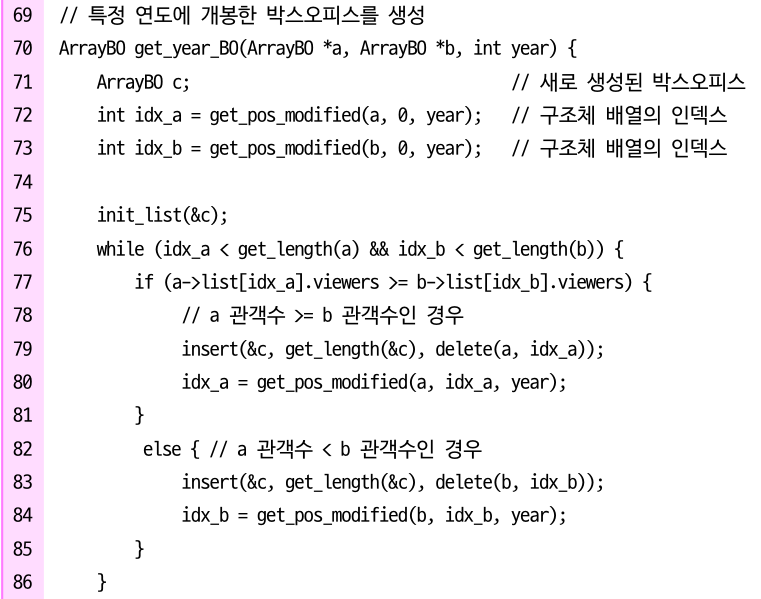 69 // 특정 연도에 개봉한 박스오피스를 생성
70 ArrayBO get_year_BO(ArrayBO *a, ArrayBO *b, int year) {
71     ArrayBO c;                                  // 새로 생성된 박스오피스
72     int idx_a = get_pos_modified(a, 0, year);   // 구조체 배열의 인덱스
73     int idx_b = get_pos_modified(b, 0, year);   // 구조체 배열의 인덱스
74
75     init_list(&c);
76     while (idx_a < get_length(a) && idx_b < get_length(b)) {
77         if (a->list[idx_a].viewers >= b->list[idx_b].viewers) {
78             // a 관객수 >= b 관객수인 경우
79             insert(&c, get_length(&c), delete(a, idx_a));
80             idx_a = get_pos_modified(a, idx_a, year);
81         }
82         else { // a 관객수 < b 관객수인 경우
83             insert(&c, get_length(&c), delete(b, idx_b));
84             idx_b = get_pos_modified(b, idx_b, year);
85         }
86     }